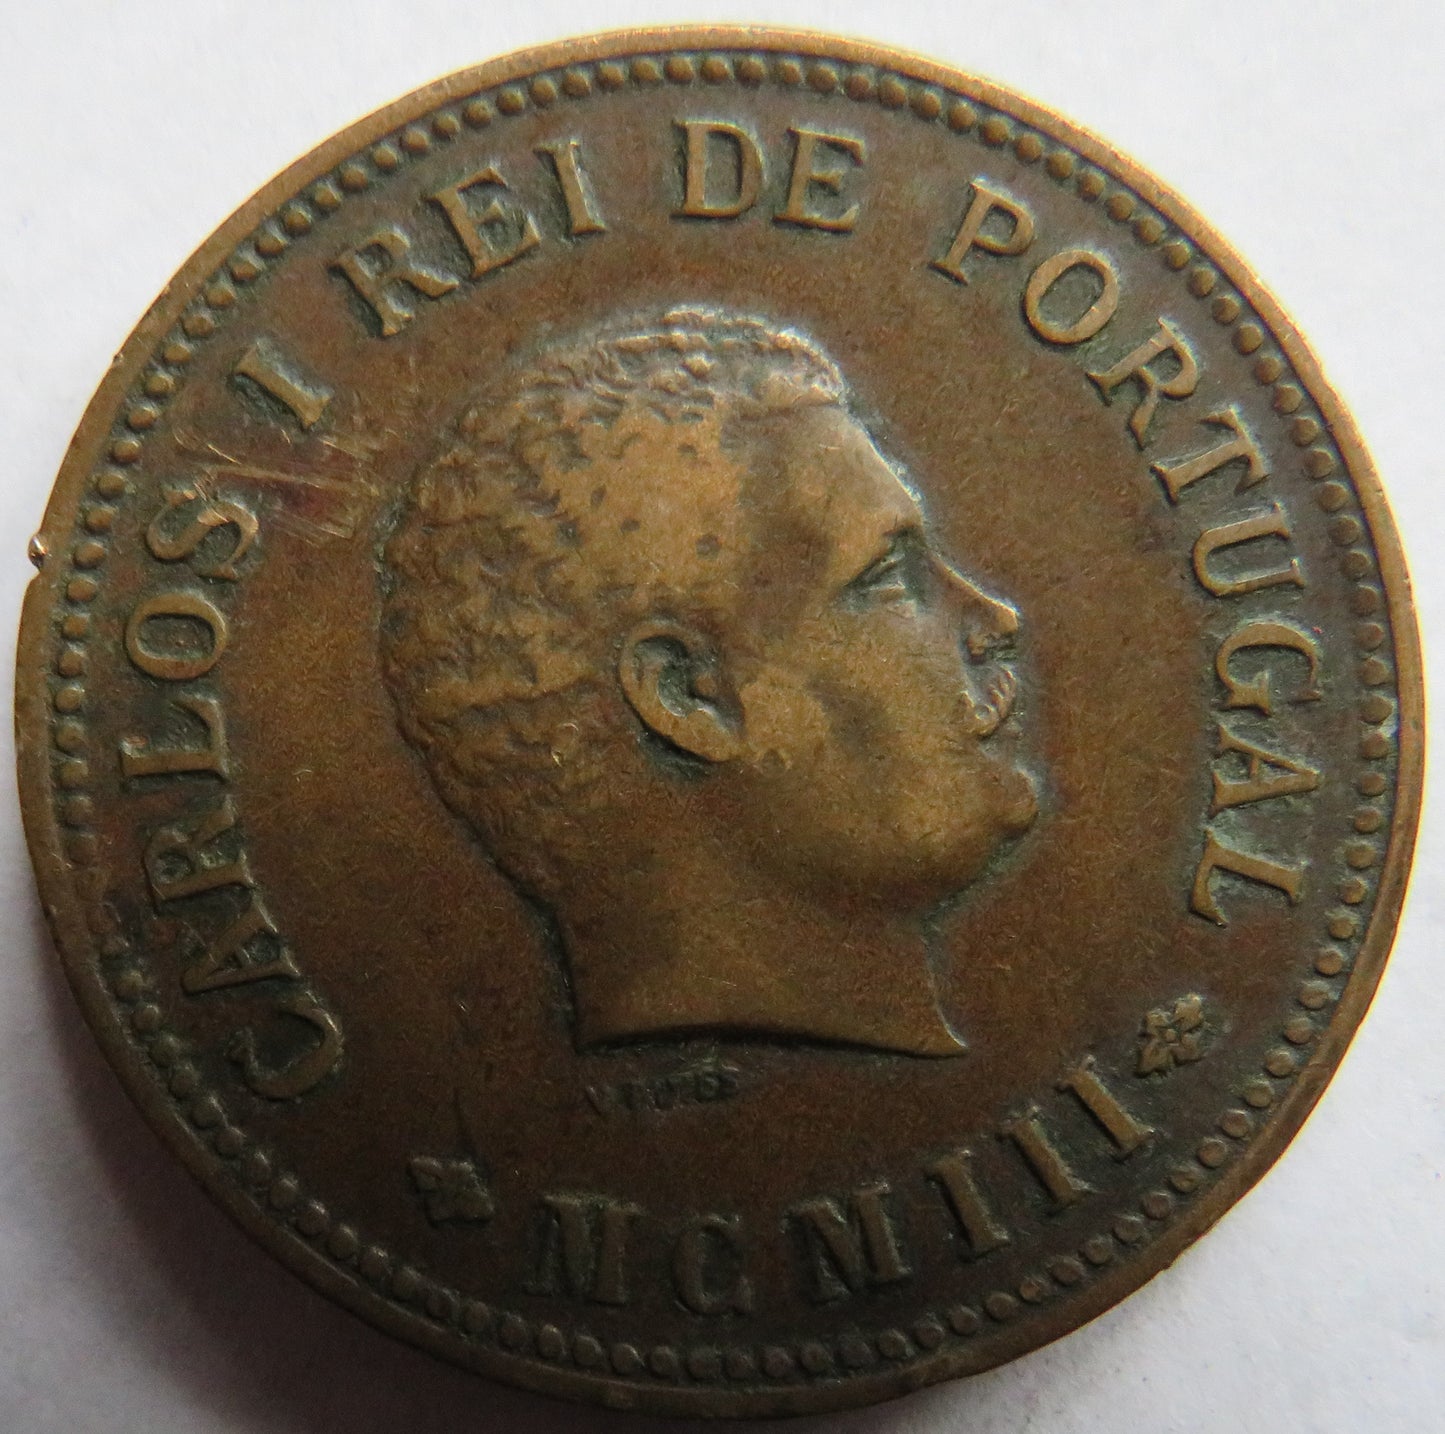 CARLOS I REI DE PORTUGAL
MCMIII